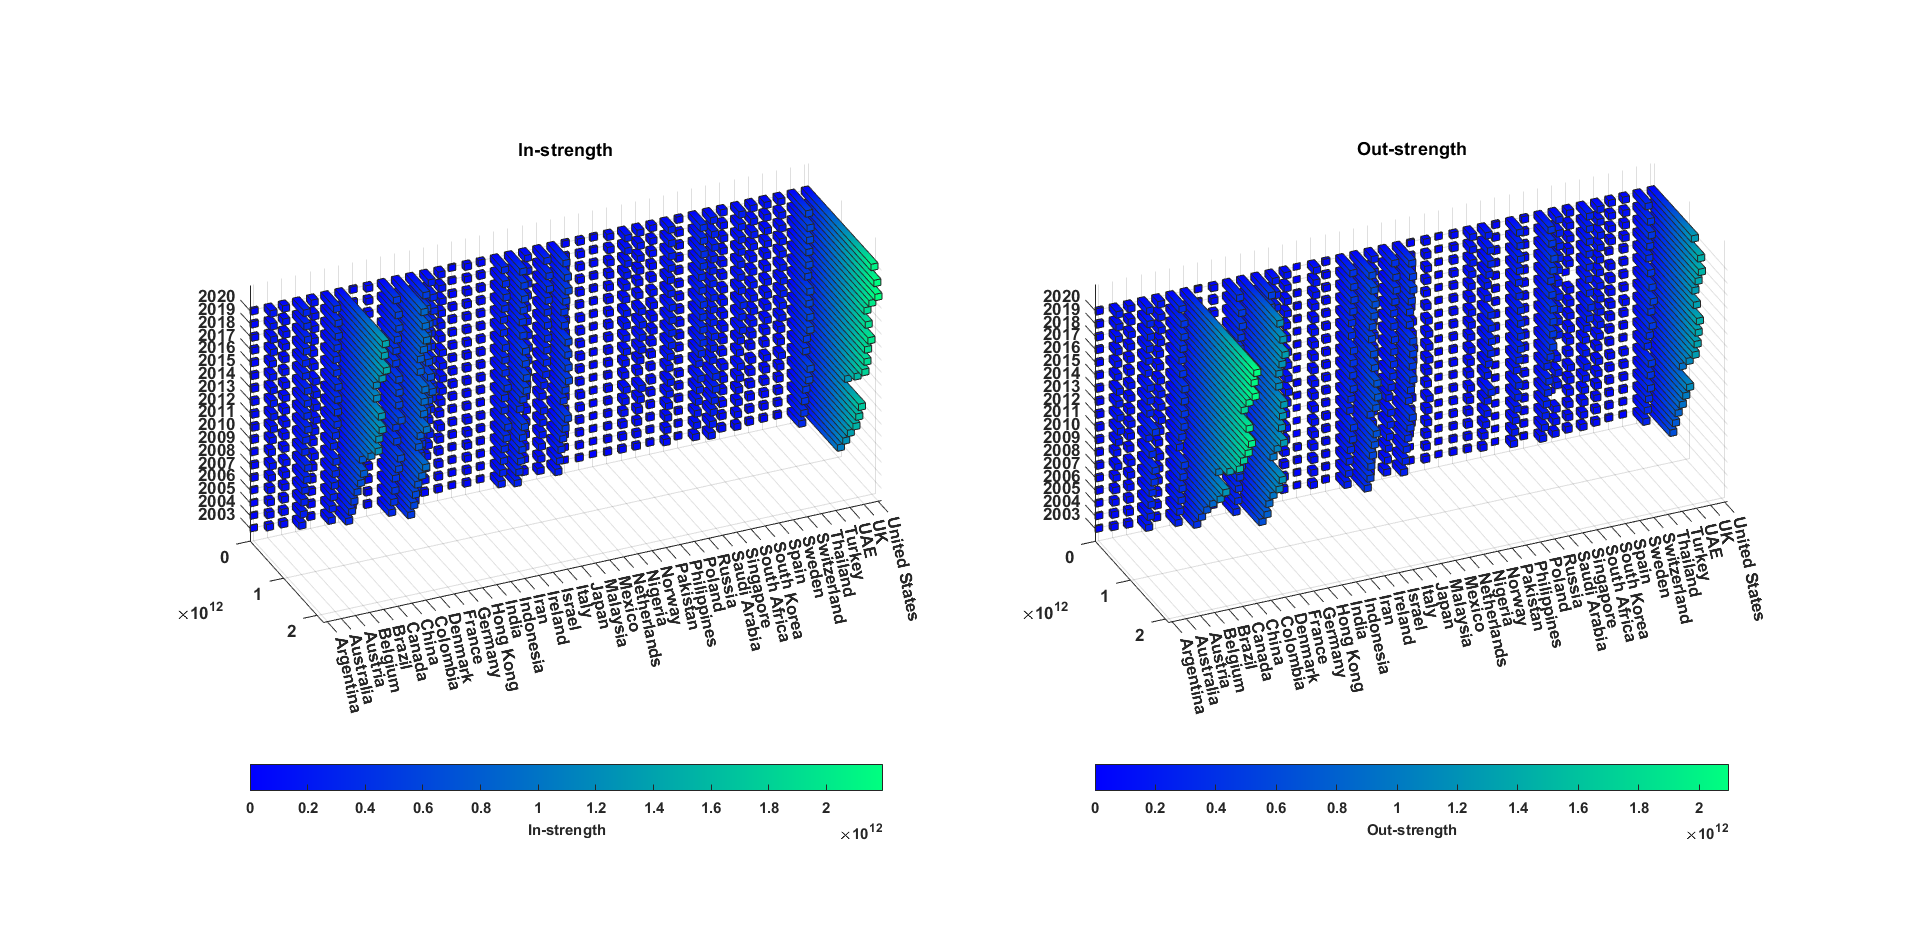 In-strength
2020
2019
2018
2017
2016
2015
2014
2013
2012
2011
2010
2009
2008
2007
2006
2005
2004
2003
0
1
2
×10^12
Argentina
Australia
Austria
Belgium
Brazil
Canada
China
Colombia
Denmark
France
Germany
Hong Kong
India
Indonesia
Iran
Ireland
Israel
Italy
Japan
Malaysia
Mexico
Netherlands
Nigeria
Norway
Pakistan
Philippines
Poland
Russia
Saudi Arabia
Singapore
South Africa
South Korea
Spain
Sweden
Switzerland
Thailand
Turkey
UAE
UK
United States
0 0.2 0.4 0.6 0.8 1 1.2 1.4 1.6 1.8 2
In-strength
×10^12
Out-strength
2020
2019
2018
2017
2016
2015
2014
2013
2012
2011
2010
2009
2008
2007
2006
2005
2004
2003
0
1
2
×10^12
Argentina
Australia
Austria
Belgium
Brazil
Canada
China
Colombia
Denmark
France
Germany
Hong Kong
India
Indonesia
Iran
Ireland
Israel
Italy
Japan
Malaysia
Mexico
Netherlands
Nigeria
Norway
Pakistan
Philippines
Poland
Russia
Saudi Arabia
Singapore
South Africa
South Korea
Spain
Sweden
Switzerland
Thailand
Turkey
UAE
UK
United States
0 0.2 0.4 0.6 0.8 1 1.2 1.4 1.6 1.8 2
Out-strength
×10^12